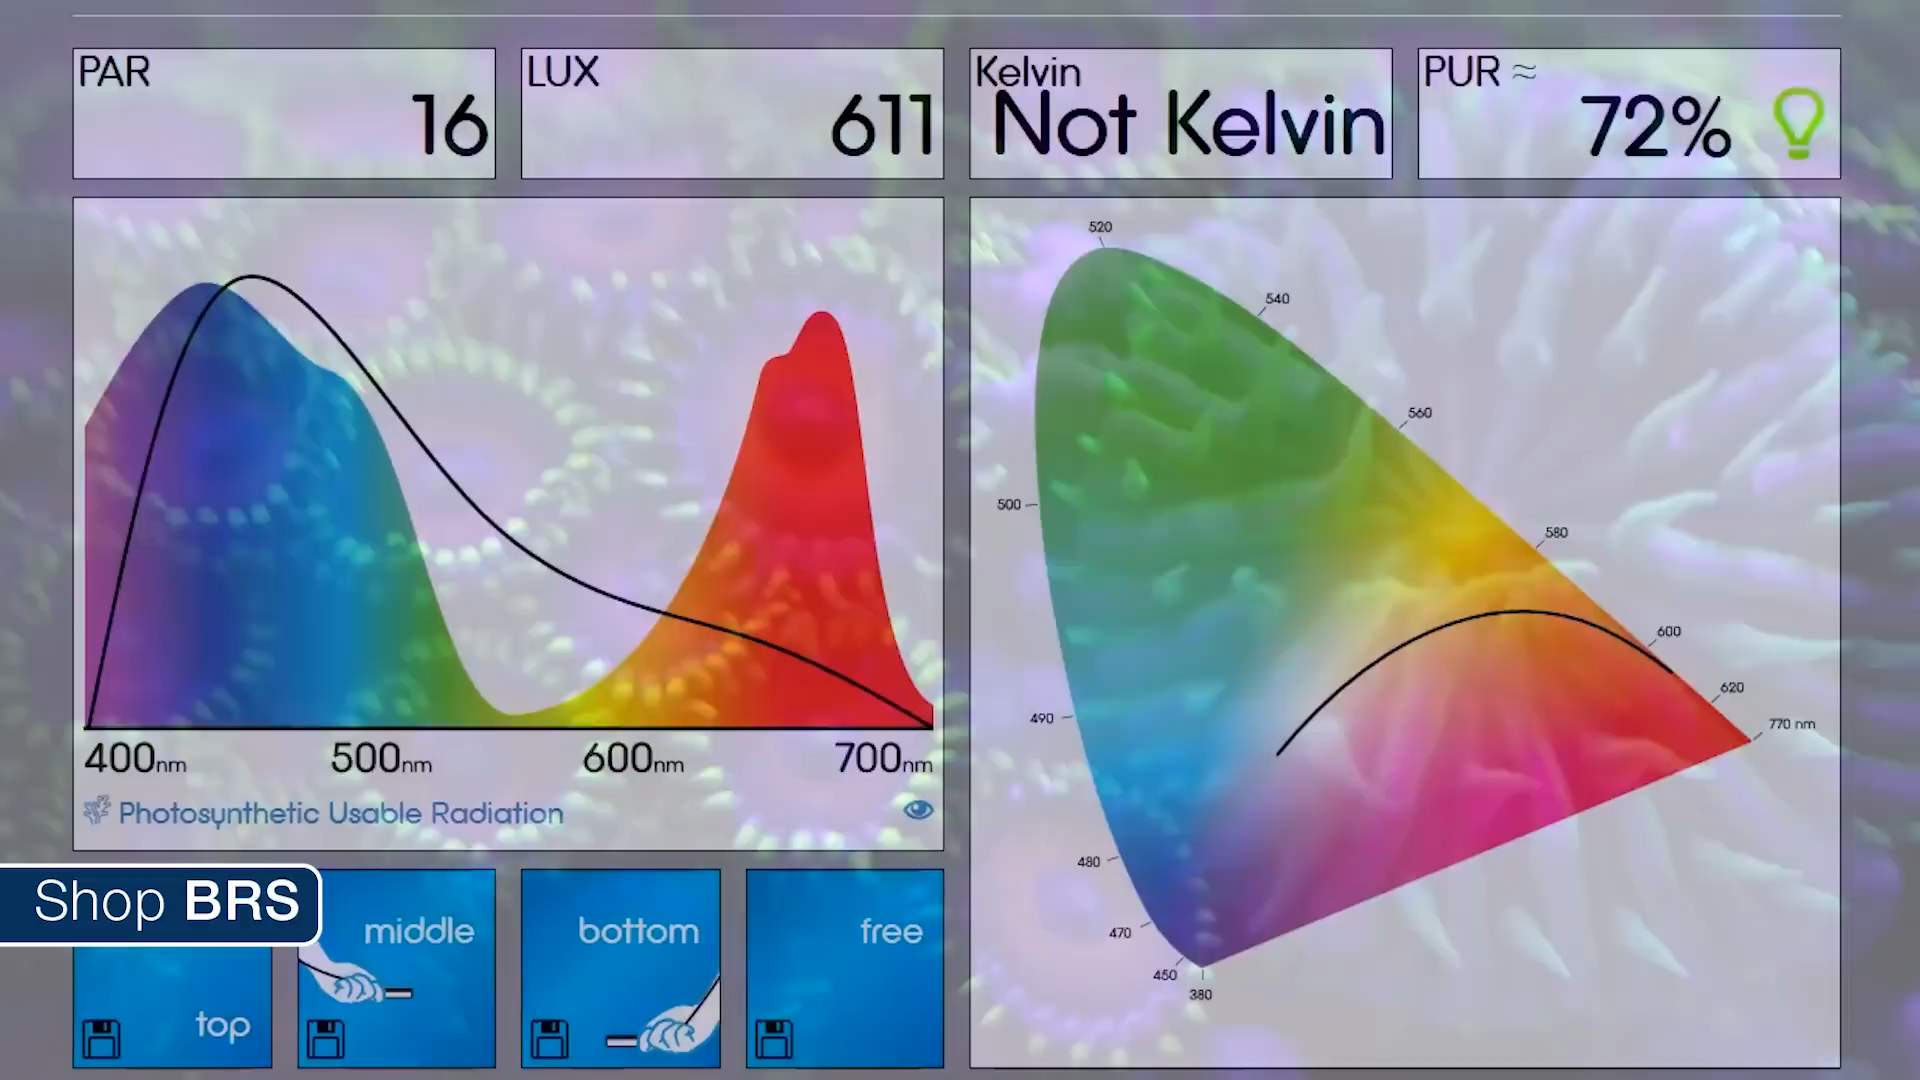 PAR
16
LUX
611
Kelvin
Not Kelvin
PUR ≈
72%
400nm
500nm
600nm
700nm
Photosynthetic Usable Radiation
520
540
560
500
580
600
620
490
770 nm
480
470
450
380
Shop BRS
top
middle
bottom
free